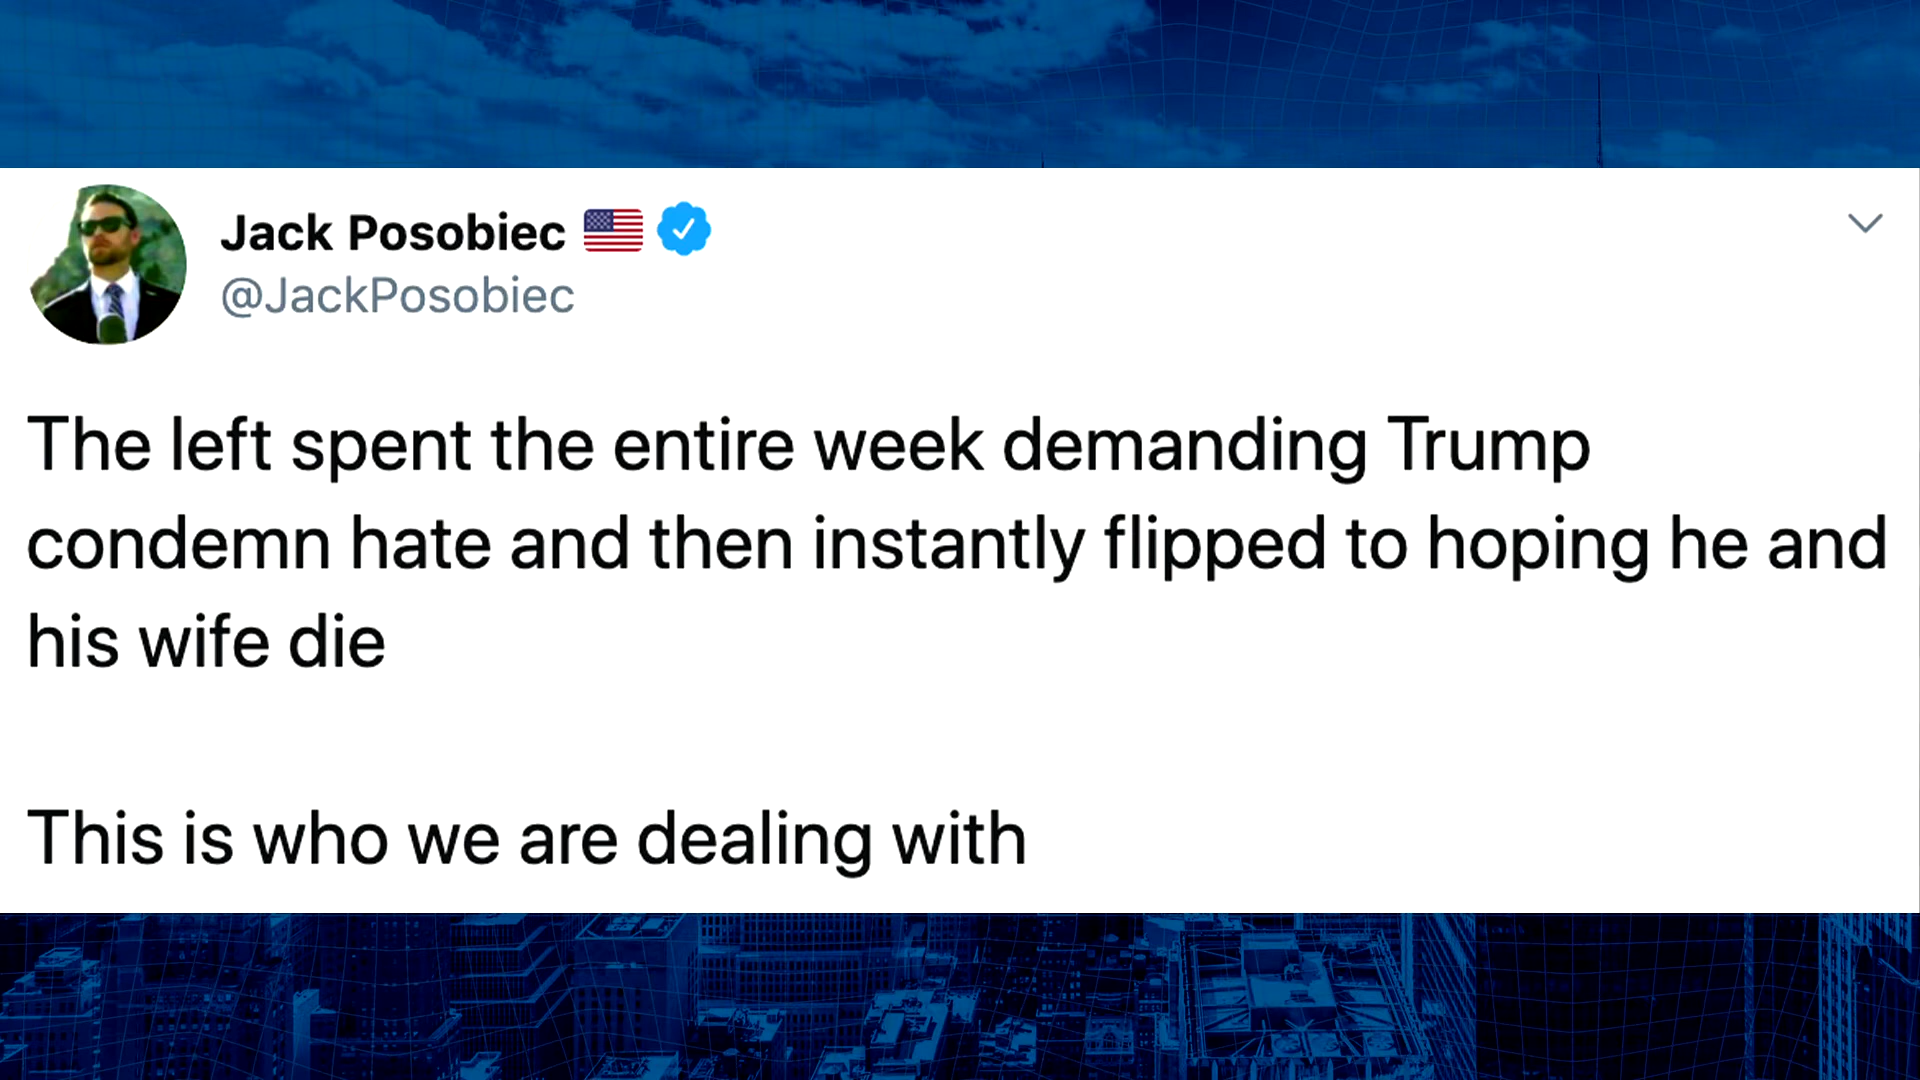 Jack Posobiec
@JackPosobiec
The left spent the entire week demanding Trump
condemn hate and then instantly flipped to hoping he and
his wife die
This is who we are dealing with